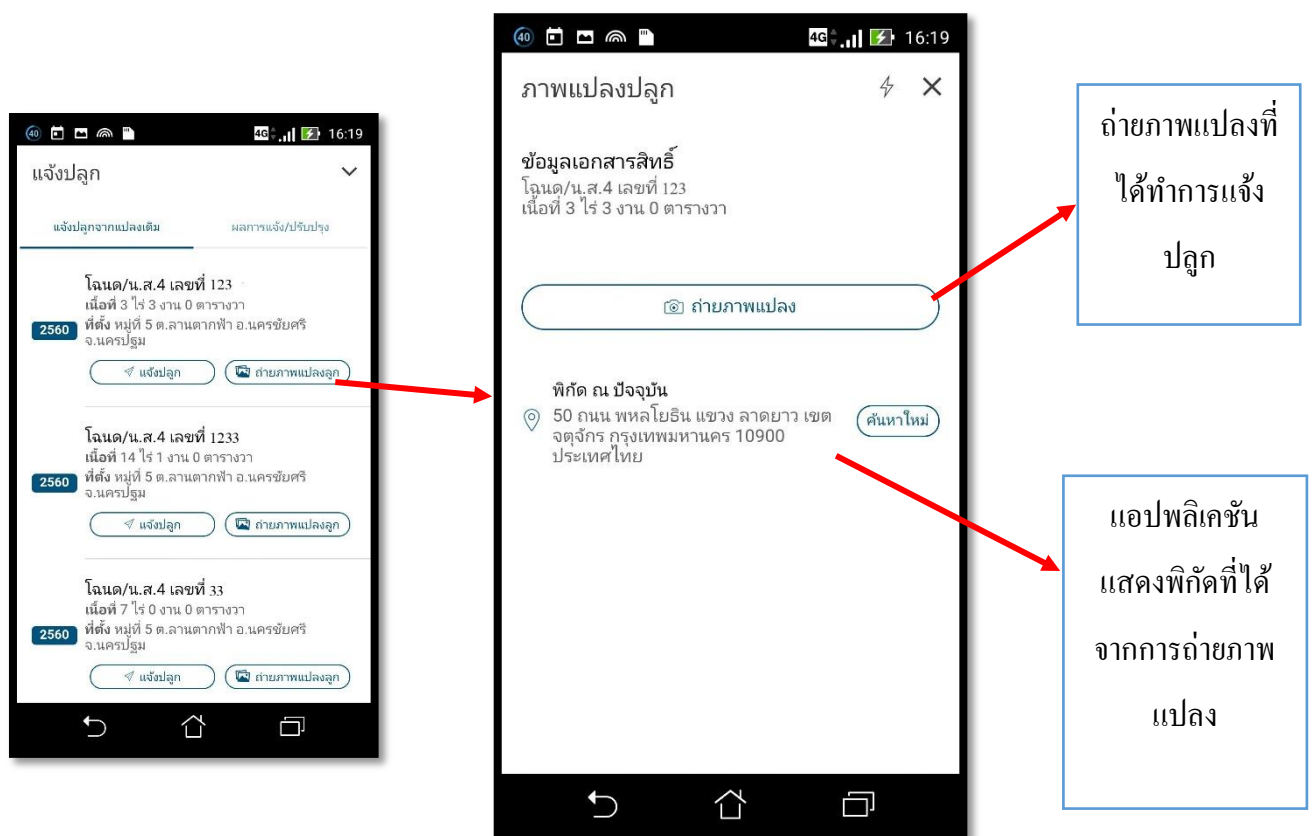 40
4G
16:19
แจ้งปลูก
แจ้งปลูกจากแปลงเดิม
ผลการแจ้ง/ปรับปรุง
โฉนด/น.ส.4 เลขที่ 123
เนื้อที่ 3 ไร่ 3 งาน 0 ตารางวา
2560
ที่ตั้ง หมู่ที่ 5 ต.ลานตากฟ้า อ.นครชัยศรี
จ.นครปฐม
แจ้งปลูก
ถ่ายภาพแปลงลูก
โฉนด/น.ส.4 เลขที่ 1233
เนื้อที่ 14 ไร่ 1 งาน 0 ตารางวา
2560
ที่ตั้ง หมู่ที่ 5 ต.ลานตากฟ้า อ.นครชัยศรี
จ.นครปฐม
แจ้งปลูก
ถ่ายภาพแปลงลูก
โฉนด/น.ส.4 เลขที่ 33
เนื้อที่ 7 ไร่ 0 งาน 0 ตารางวา
2560
ที่ตั้ง หมู่ที่ 5 ต.ลานตากฟ้า อ.นครชัยศรี
จ.นครปฐม
แจ้งปลูก
ถ่ายภาพแปลงลูก
40
4G
16:19
ภาพแปลงปลูก
ข้อมูลเอกสารสิทธิ์
โฉนด/น.ส.4 เลขที่ 123
เนื้อที่ 3 ไร่ 3 งาน 0 ตารางวา
ถ่ายภาพแปลง
พิกัด ณ ปัจจุบัน
50 ถนน พหลโยธิน แขวง ลาดยาว เขต
จตุจักร กรุงเทพมหานคร 10900
ประเทศไทย
ค้นหาใหม่
ถ่ายภาพแปลงที่
ได้ทำการแจ้ง
ปลูก
แอปพลิเคชัน
แสดงพิกัดที่ได้
จากการถ่ายภาพ
แปลง